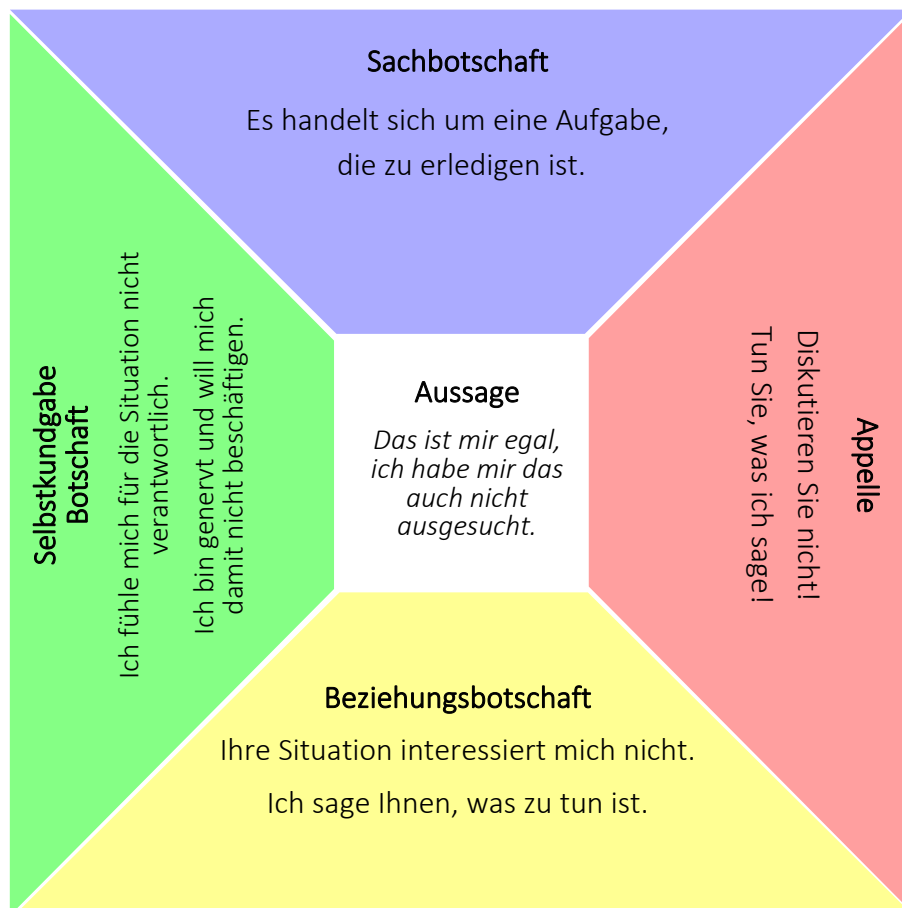 Sachbotschaft
Es handelt sich um eine Aufgabe,
die zu erledigen ist.
Selbstkundgabe
Botschaft
Ich fühle mich für die Situation nicht
verantwortlich.
Ich bin genervt und will mich
damit nicht beschäftigen.
Aussage
Das ist mir egal,
ich habe mir das
auch nicht
ausgesucht.
Appelle
Diskutieren Sie nicht!
Tun Sie, was ich sage!
Beziehungsbotschaft
Ihre Situation interessiert mich nicht.
Ich sage Ihnen, was zu tun ist.